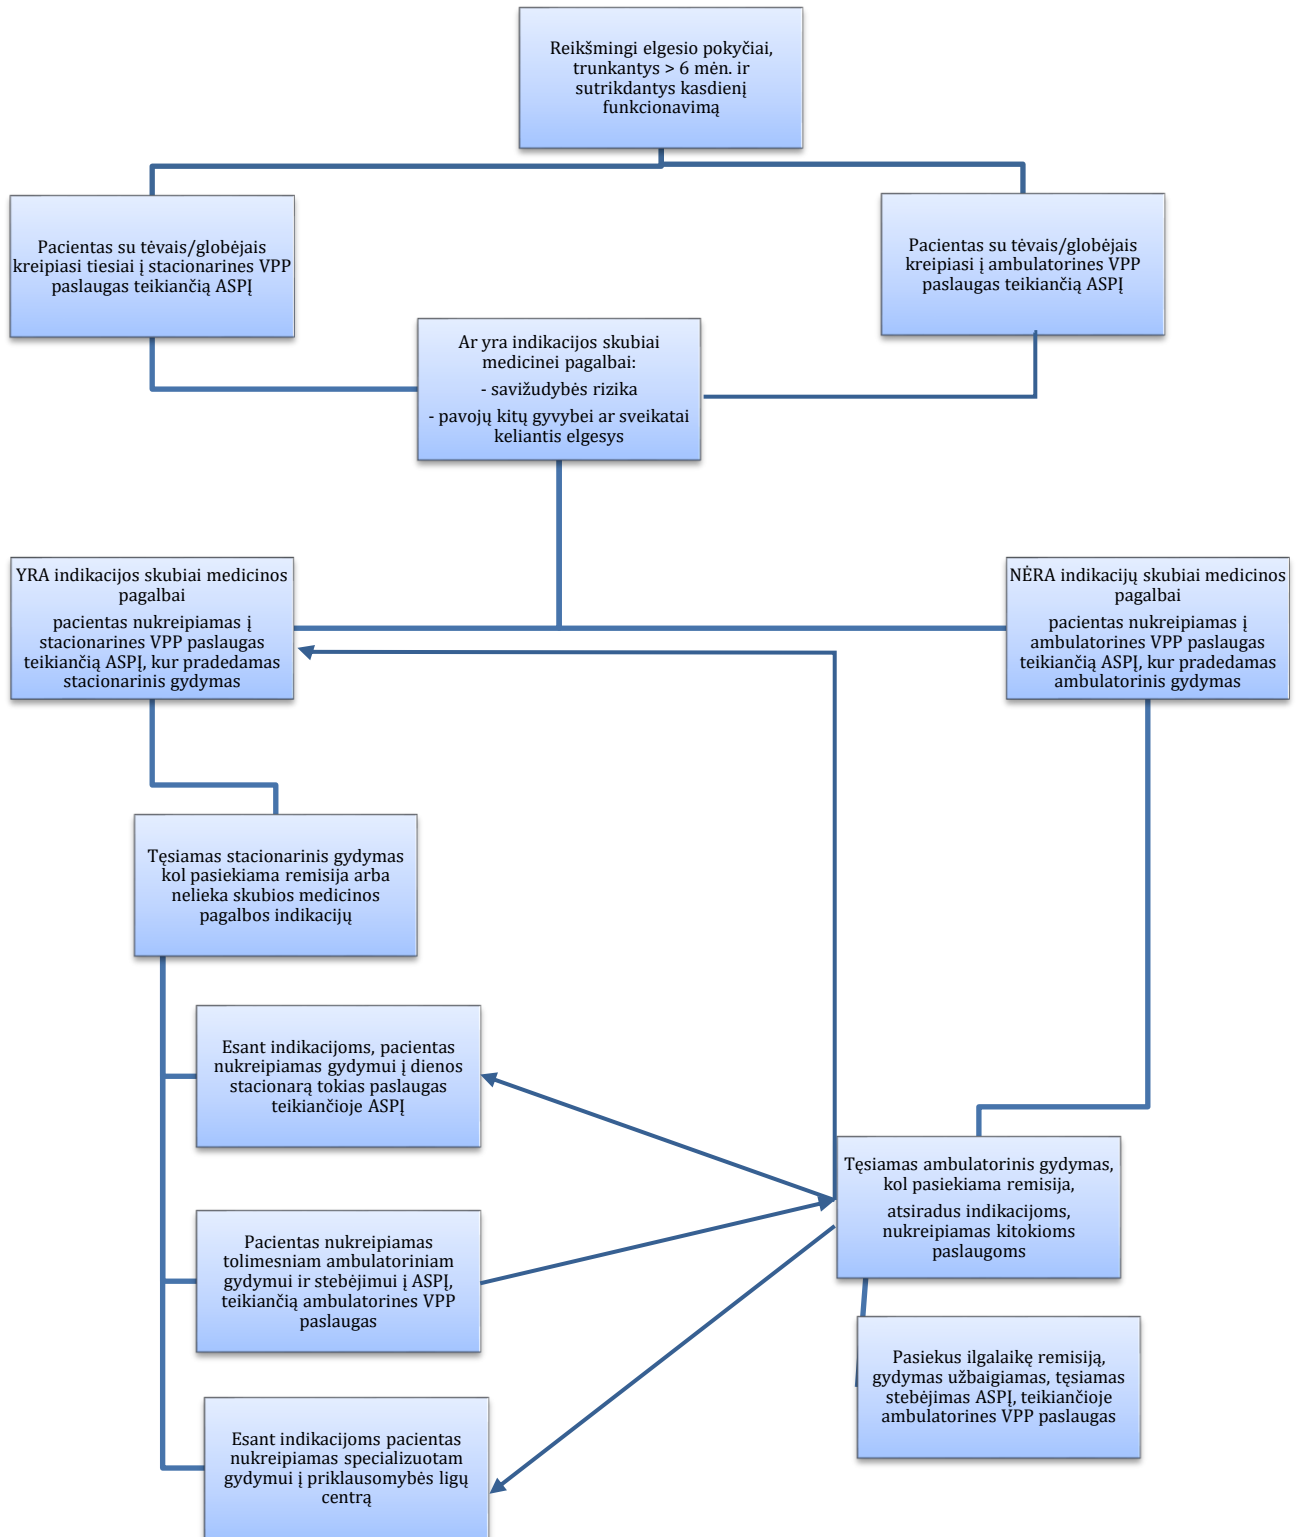 Reikšmingi elgesio pokyčiai,
trunkantys > 6 mėn. ir
sutrikdantys kasdienį
funkcionavimą
Pacientas su tėvais/globėjais
kreipiasi tiesiai į stacionarines VPP
paslaugas teikiančią ASPĮ
Pacientas su tėvais/globėjais
kreipiasi į ambulatorines VPP
paslaugas teikiančią ASPĮ
Ar yra indikacijos skubiai
medicinei pagalbai:
- savižudybės rizika
- pavojų kitų gyvybei ar sveikatai
keliantis elgesys
YRA indikacijos skubiai medicinos
pagalbai
pacientas nukreipiamas į
stacionarines VPP paslaugas
teikiančią ASPĮ, kur pradedamas
stacionarinis gydymas
NĖRA indikacijų skubiai medicinos
pagalbai
pacientas nukreipiamas į
ambulatorines VPP paslaugas
teikiančią ASPĮ, kur pradedamas
ambulatorinis gydymas
Tęsiamas stacionarinis gydymas
kol pasiekiama remisija arba
nelieka skubios medicinos
pagalbos indikacijų
Esant indikacijoms, pacientas
nukreipiamas gydymui į dienos
stacionarą tokias paslaugas
teikiančioje ASPĮ
Tęsiamas ambulatorinis gydymas,
kol pasiekiama remisija,
atsiradus indikacijoms,
nukreipiamas kitokioms
paslaugoms
Pacientas nukreipiamas
tolimesniam ambulatoriniam
gydymui ir stebėjimui į ASPĮ,
teikiančią ambulatorines VPP
paslaugas
Pasiekus ilgalaikę remisiją,
gydymas užbaigiamas, tęsiamas
stebėjimas ASPĮ, teikiančioje
ambulatorines VPP paslaugas
Esant indikacijoms pacientas
nukreipiamas specializuotam
gydymui į priklausomybės ligų
centrą